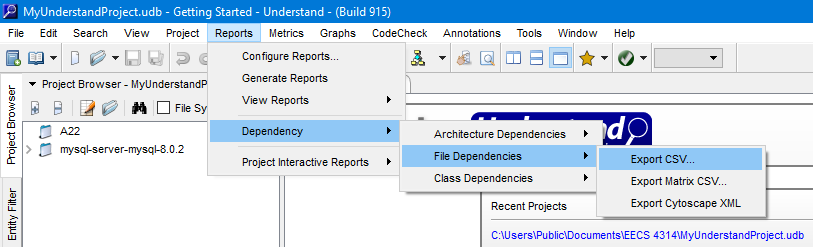 MyUnderstandProject.udb - Getting Started - Understand - (Build 915)
File Edit Search View Project Reports Metrics Graphs CodeCheck Annotations Tools Window Help
Project Browser - MyUnderstandProject
File Sy
A22
mysql-server-mysql-8.0.2
Project Browser
Entity Filter
Configure Reports...
Generate Reports
View Reports
Dependency
Project Interactive Reports
Architecture Dependencies
File Dependencies
Class Dependencies
Export CSV...
Export Matrix CSV...
Export Cytoscape XML
Recent Projects
C:\Users\Public\Documents\EECS 4314\MyUnderstandProject.udb